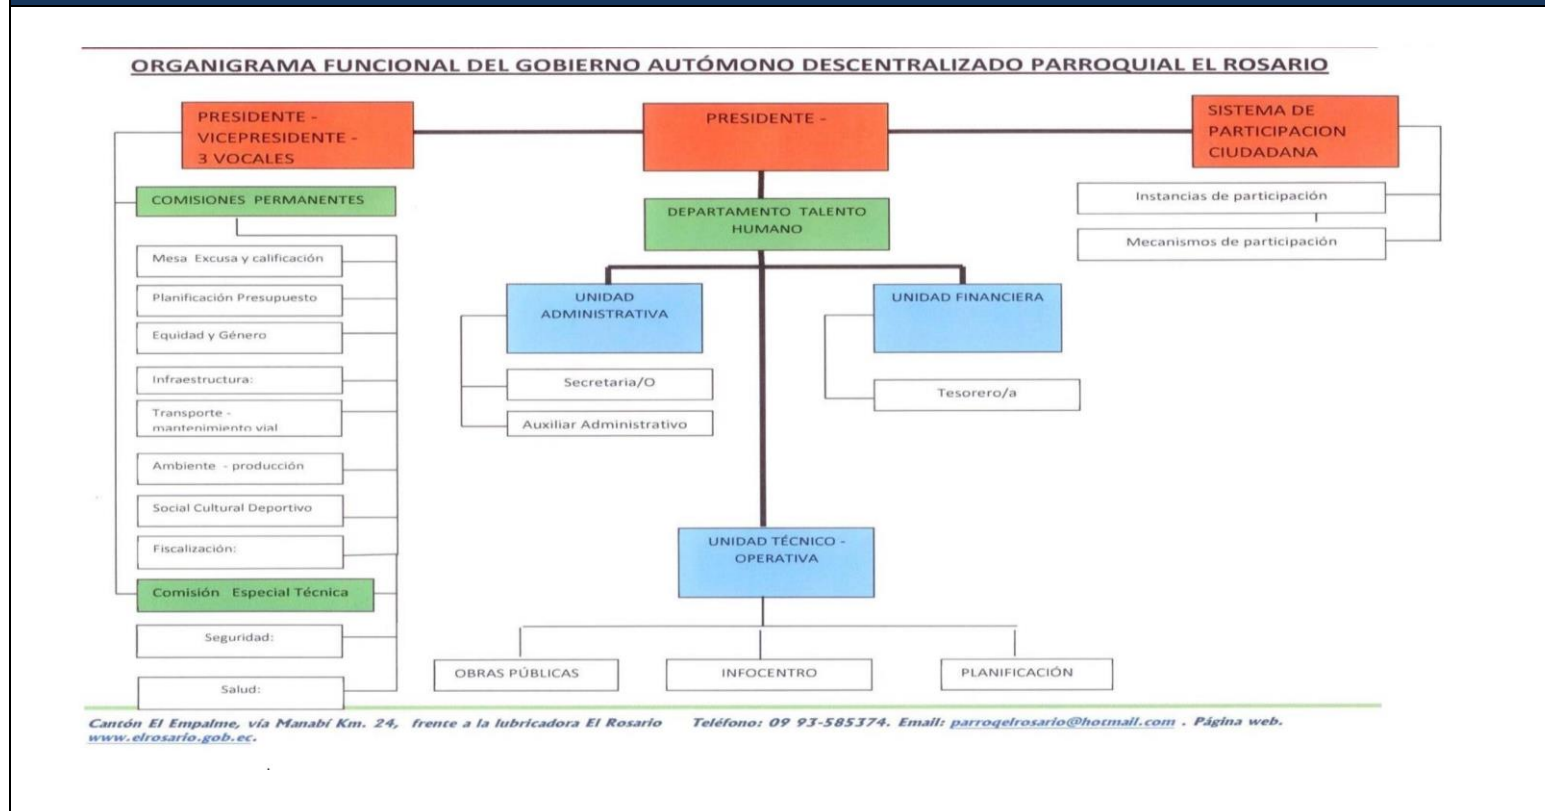 ORGANIGRAMA FUNCIONAL DEL GOBIERNO AUTÓMONO DESCENTRALIZADO PARROQUIAL EL ROSARIO
PRESIDENTE -
VICEPRESIDENTE -
3 VOCALES
PRESIDENTE -
SISTEMA DE
PARTICIPACION
CIUDADANA
COMISIONES PERMANENTES
Mesa Excusa y calificación
Planificación Presupuesto
Equidad y Género
Infraestructura:
Transporte -
mantenimiento vial
Ambiente - producción
Social Cultural Deportivo
Fiscalización:
Comisión Especial Técnica
Seguridad:
Salud:
DEPARTAMENTO TALENTO
HUMANO
UNIDAD
ADMINISTRATIVA
Secretaria/O
Auxiliar Administrativo
UNIDAD FINANCIERA
Tesorero/a
UNIDAD TÉCNICO -
OPERATIVA
OBRAS PÚBLICAS
INFOCENTRO
PLANIFICACIÓN
Instancias de participación
Mecanismos de participación
Cantón El Empalme, vía Manabí Km. 24, frente a la lubricadora El Rosario Teléfono: 09 93-585374. Email: parroqelrosario@hotmail.com . Página web.
www.elrosario.gob.ec.